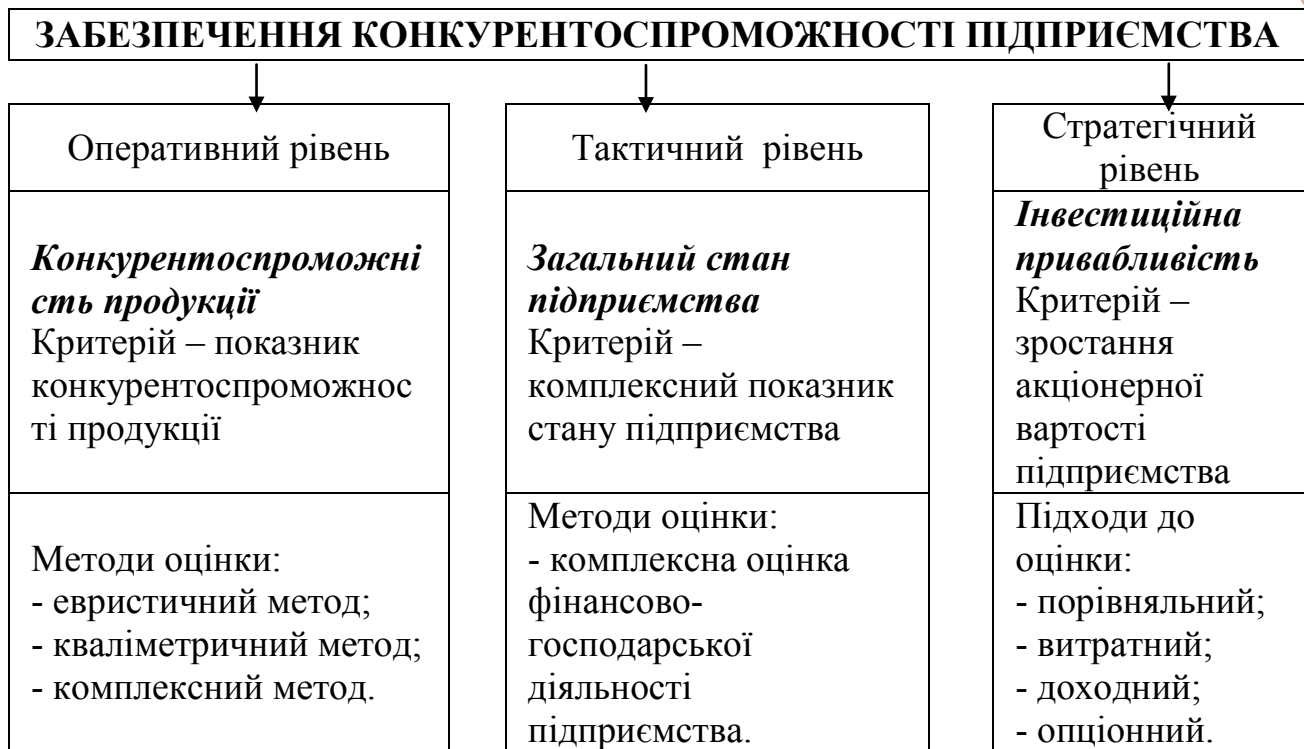 ЗАБЕЗПЕЧЕННЯ КОНКУРЕНТОСПРОМОЖНОСТІ ПІДПРИЄМСТВА
Оперативний рівень
Конкурентоспроможні
сть продукції
Критерій – показник
конкурентоспроможнос
ті продукції
Методи оцінки:
- евристичний метод;
- кваліметричний метод;
- комплексний метод.
Тактичний рівень
Загальний стан
підприємства
Критерій –
комплексний показник
стану підприємства
Методи оцінки:
- комплексна оцінка
фінансово-
господарської
діяльності
підприємства.
Стратегічний
рівень
Інвестиційна
привабливість
Критерій –
зростання
акціонерної
вартості
підприємства
Підходи до
оцінки:
- порівняльний;
- витратний;
- доходний;
- опціонний.